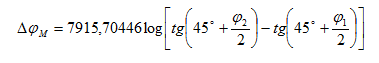 Δφ_M = 7915,70446 log[tg(45° + φ₂/2) − tg(45° + φ₁/2)]